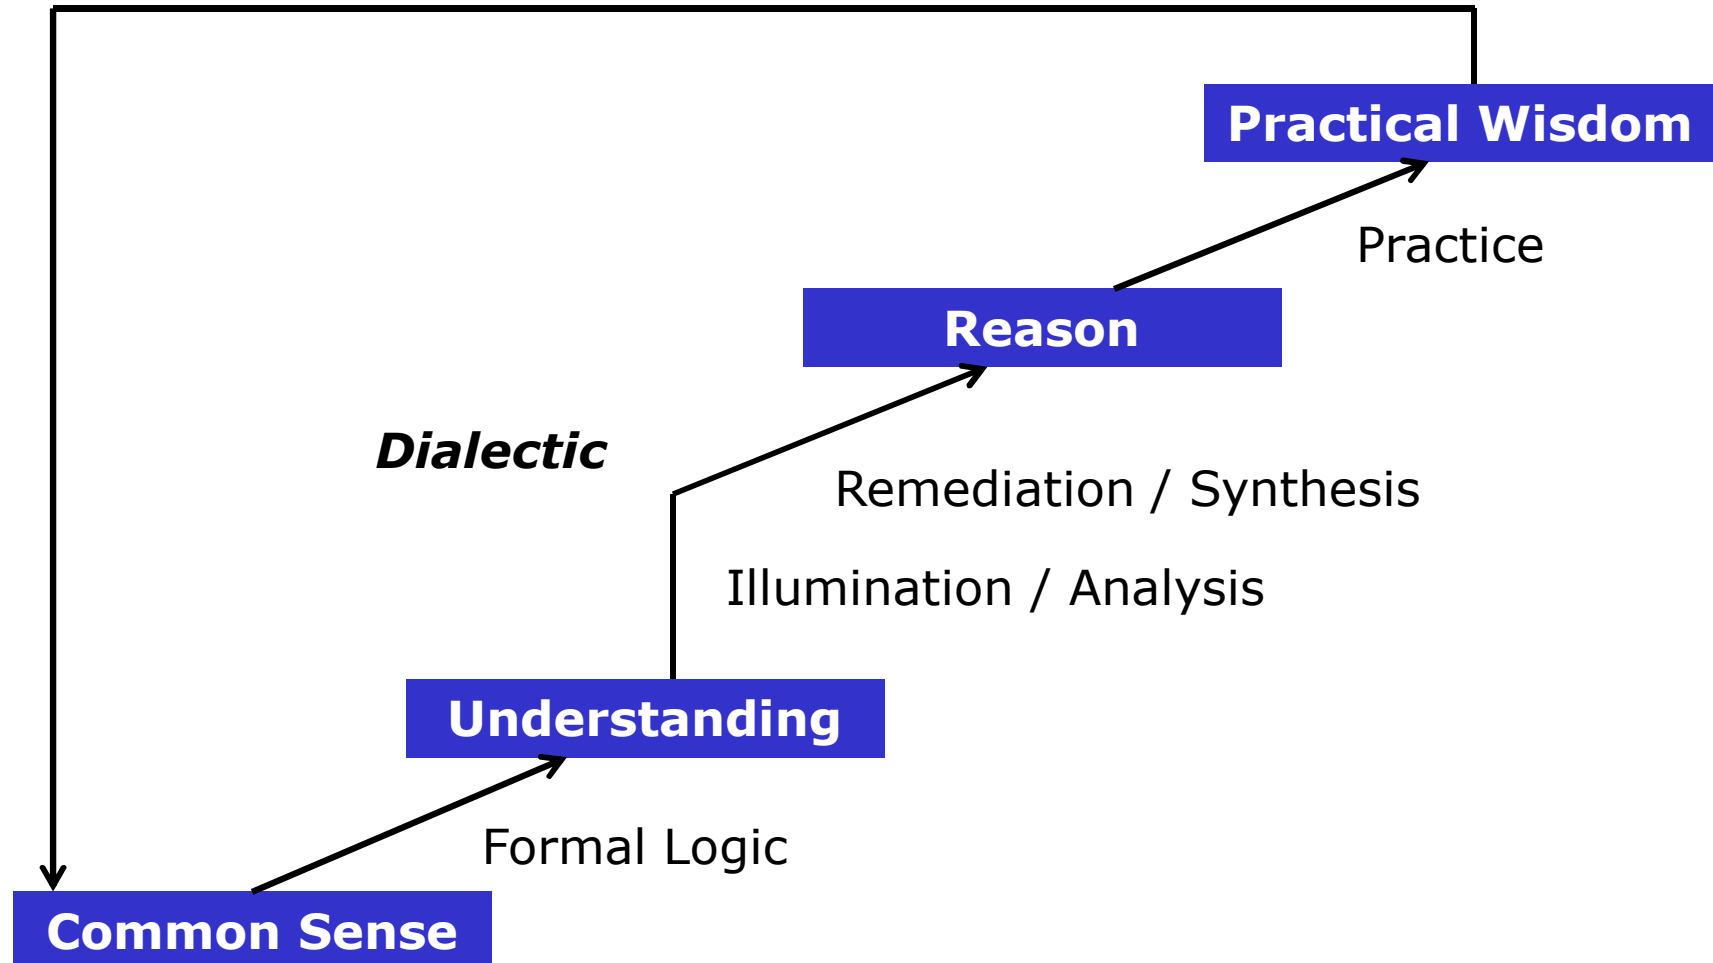 Practical Wisdom
Practice
Reason
Dialectic
Remediation / Synthesis
Illumination / Analysis
Understanding
Formal Logic
Common Sense